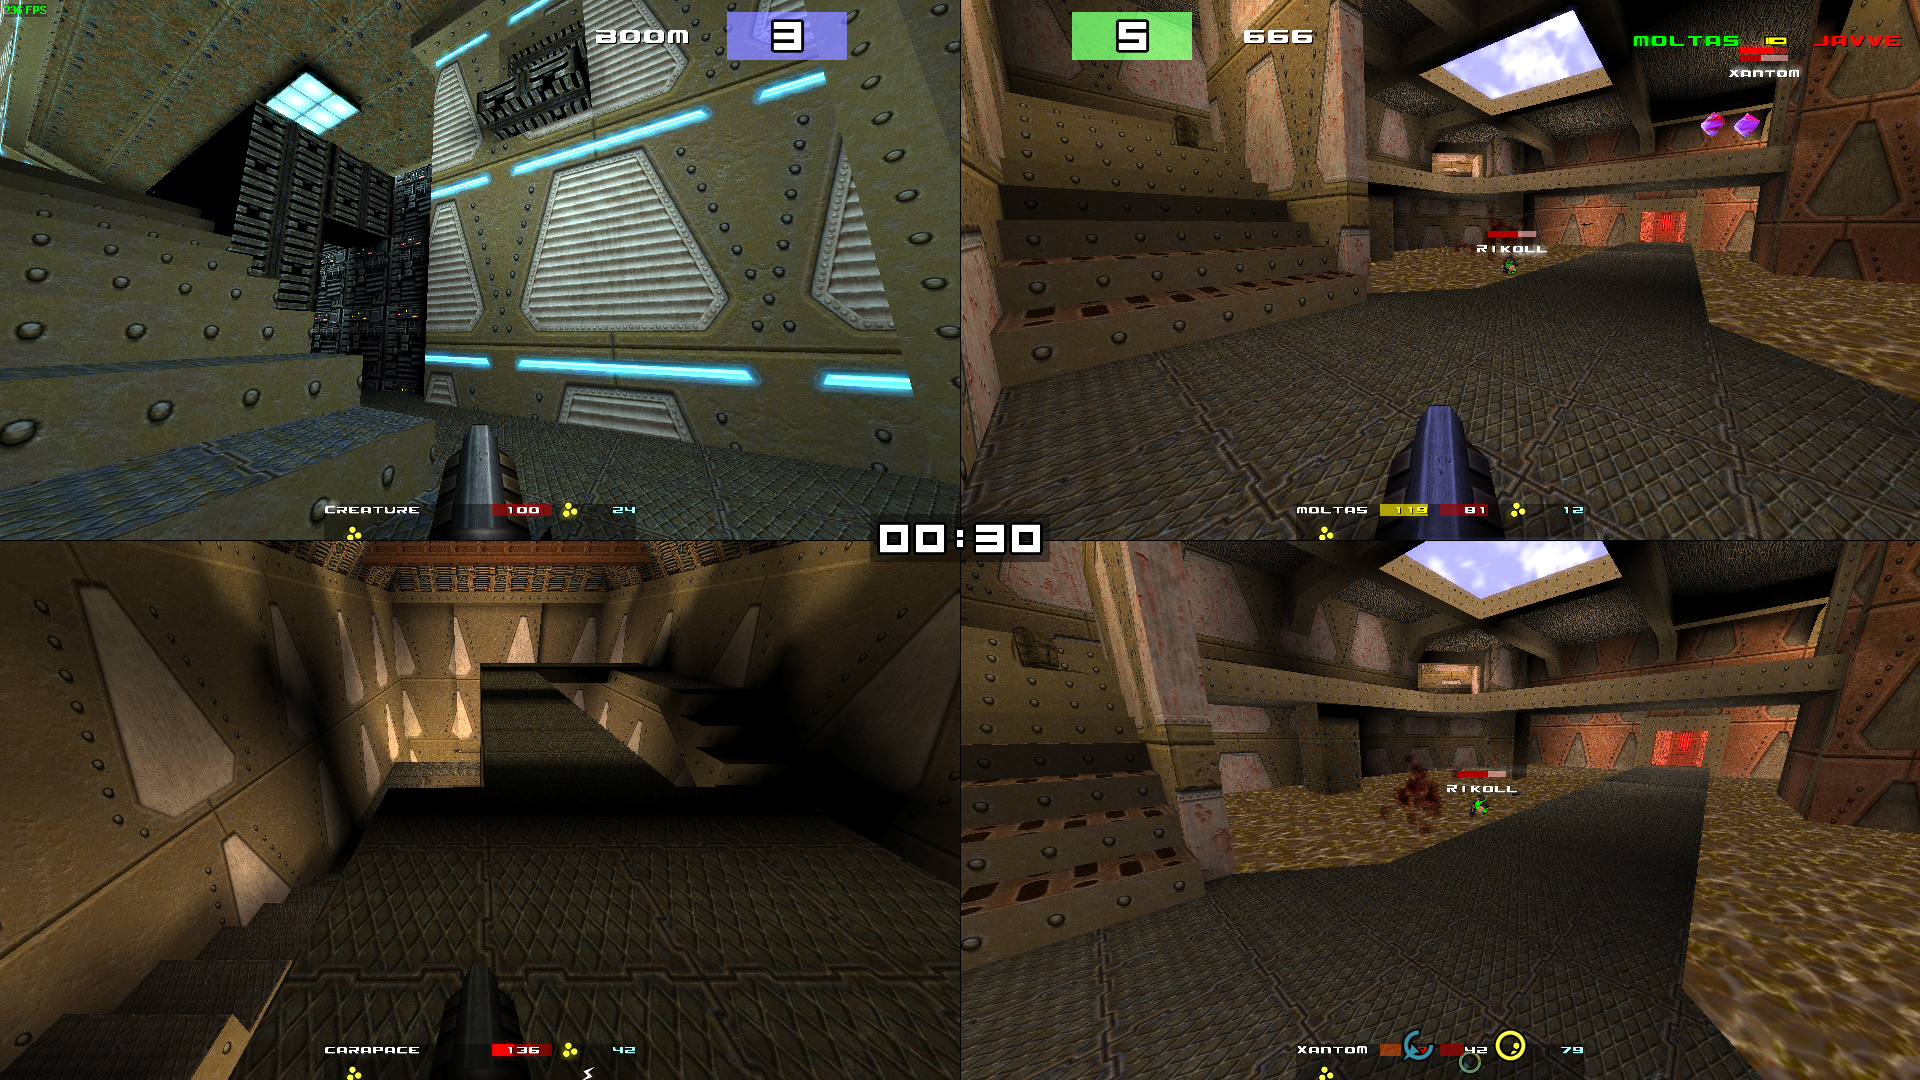 236 FPS
BOOM 3
5 666
MOLTAS JAVVE
XANTOM
RIKOLL
CREATURE 100 24
MOLTAS 119 81 12
00:30
RIKOLL
CARAPACE 136 42
XANTOM 42 79